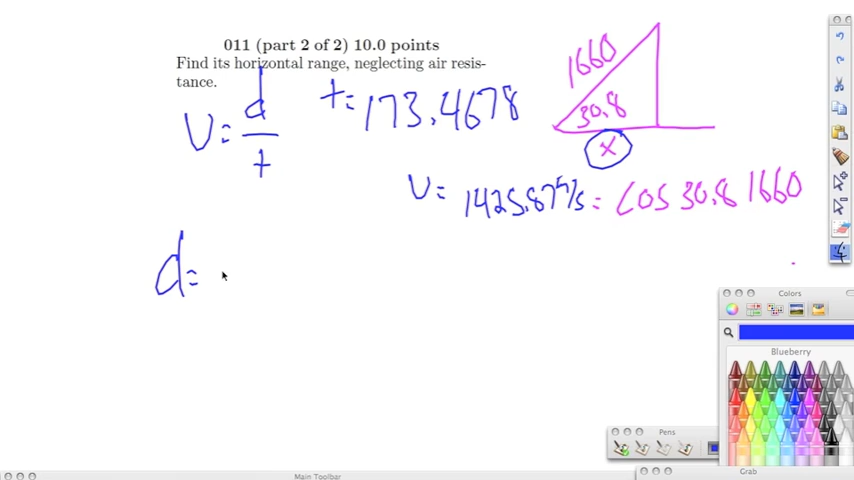 011 (part 2 of 2) 10.0 points
Find its horizontal range, neglecting air resis-
tance.
V = d / t
t = 173.4678
1660
30.8
x
V = 1425.87 m/s = Cos 30.8 1660
d =
Colors
Blueberry
Pens
Main Toolbar
Grab